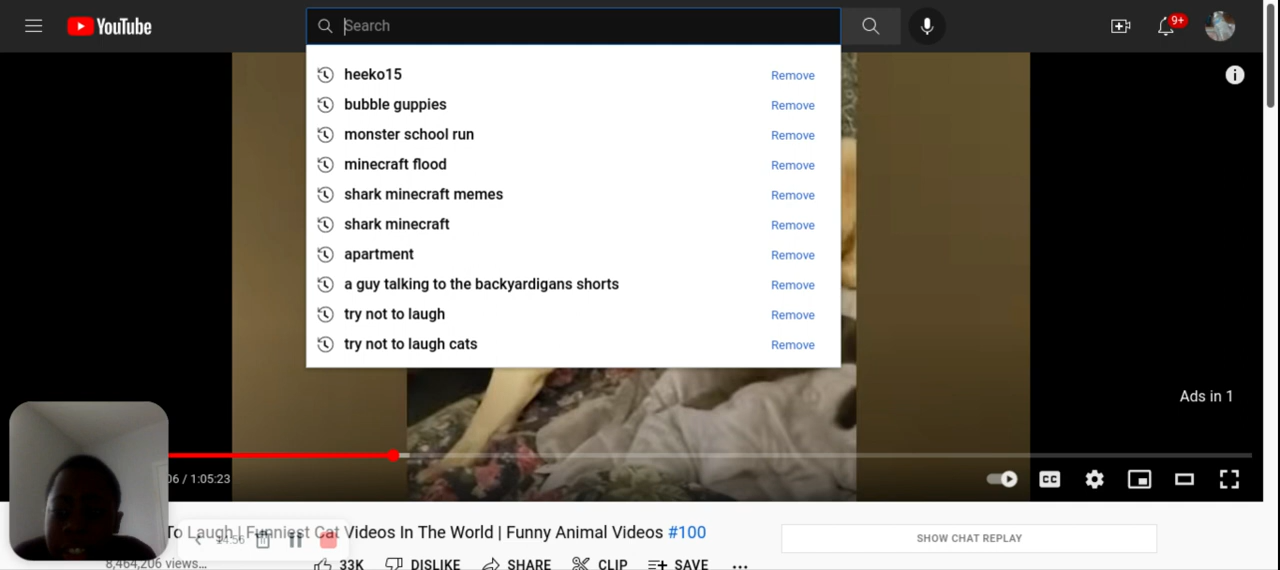 YouTube
Search
9+
heeko15 Remove
bubble guppies Remove
monster school run Remove
minecraft flood Remove
shark minecraft memes Remove
shark minecraft Remove
apartment Remove
a guy talking to the backyardigans shorts Remove
try not to laugh Remove
try not to laugh cats Remove
Ads in 1
06 / 1:05:23
CC
To Laugh | Funniest Cat Videos In The World | Funny Animal Videos #100
14:56
SHOW CHAT REPLAY
8,464,206 views...
33K DISLIKE SHARE CLIP SAVE ...